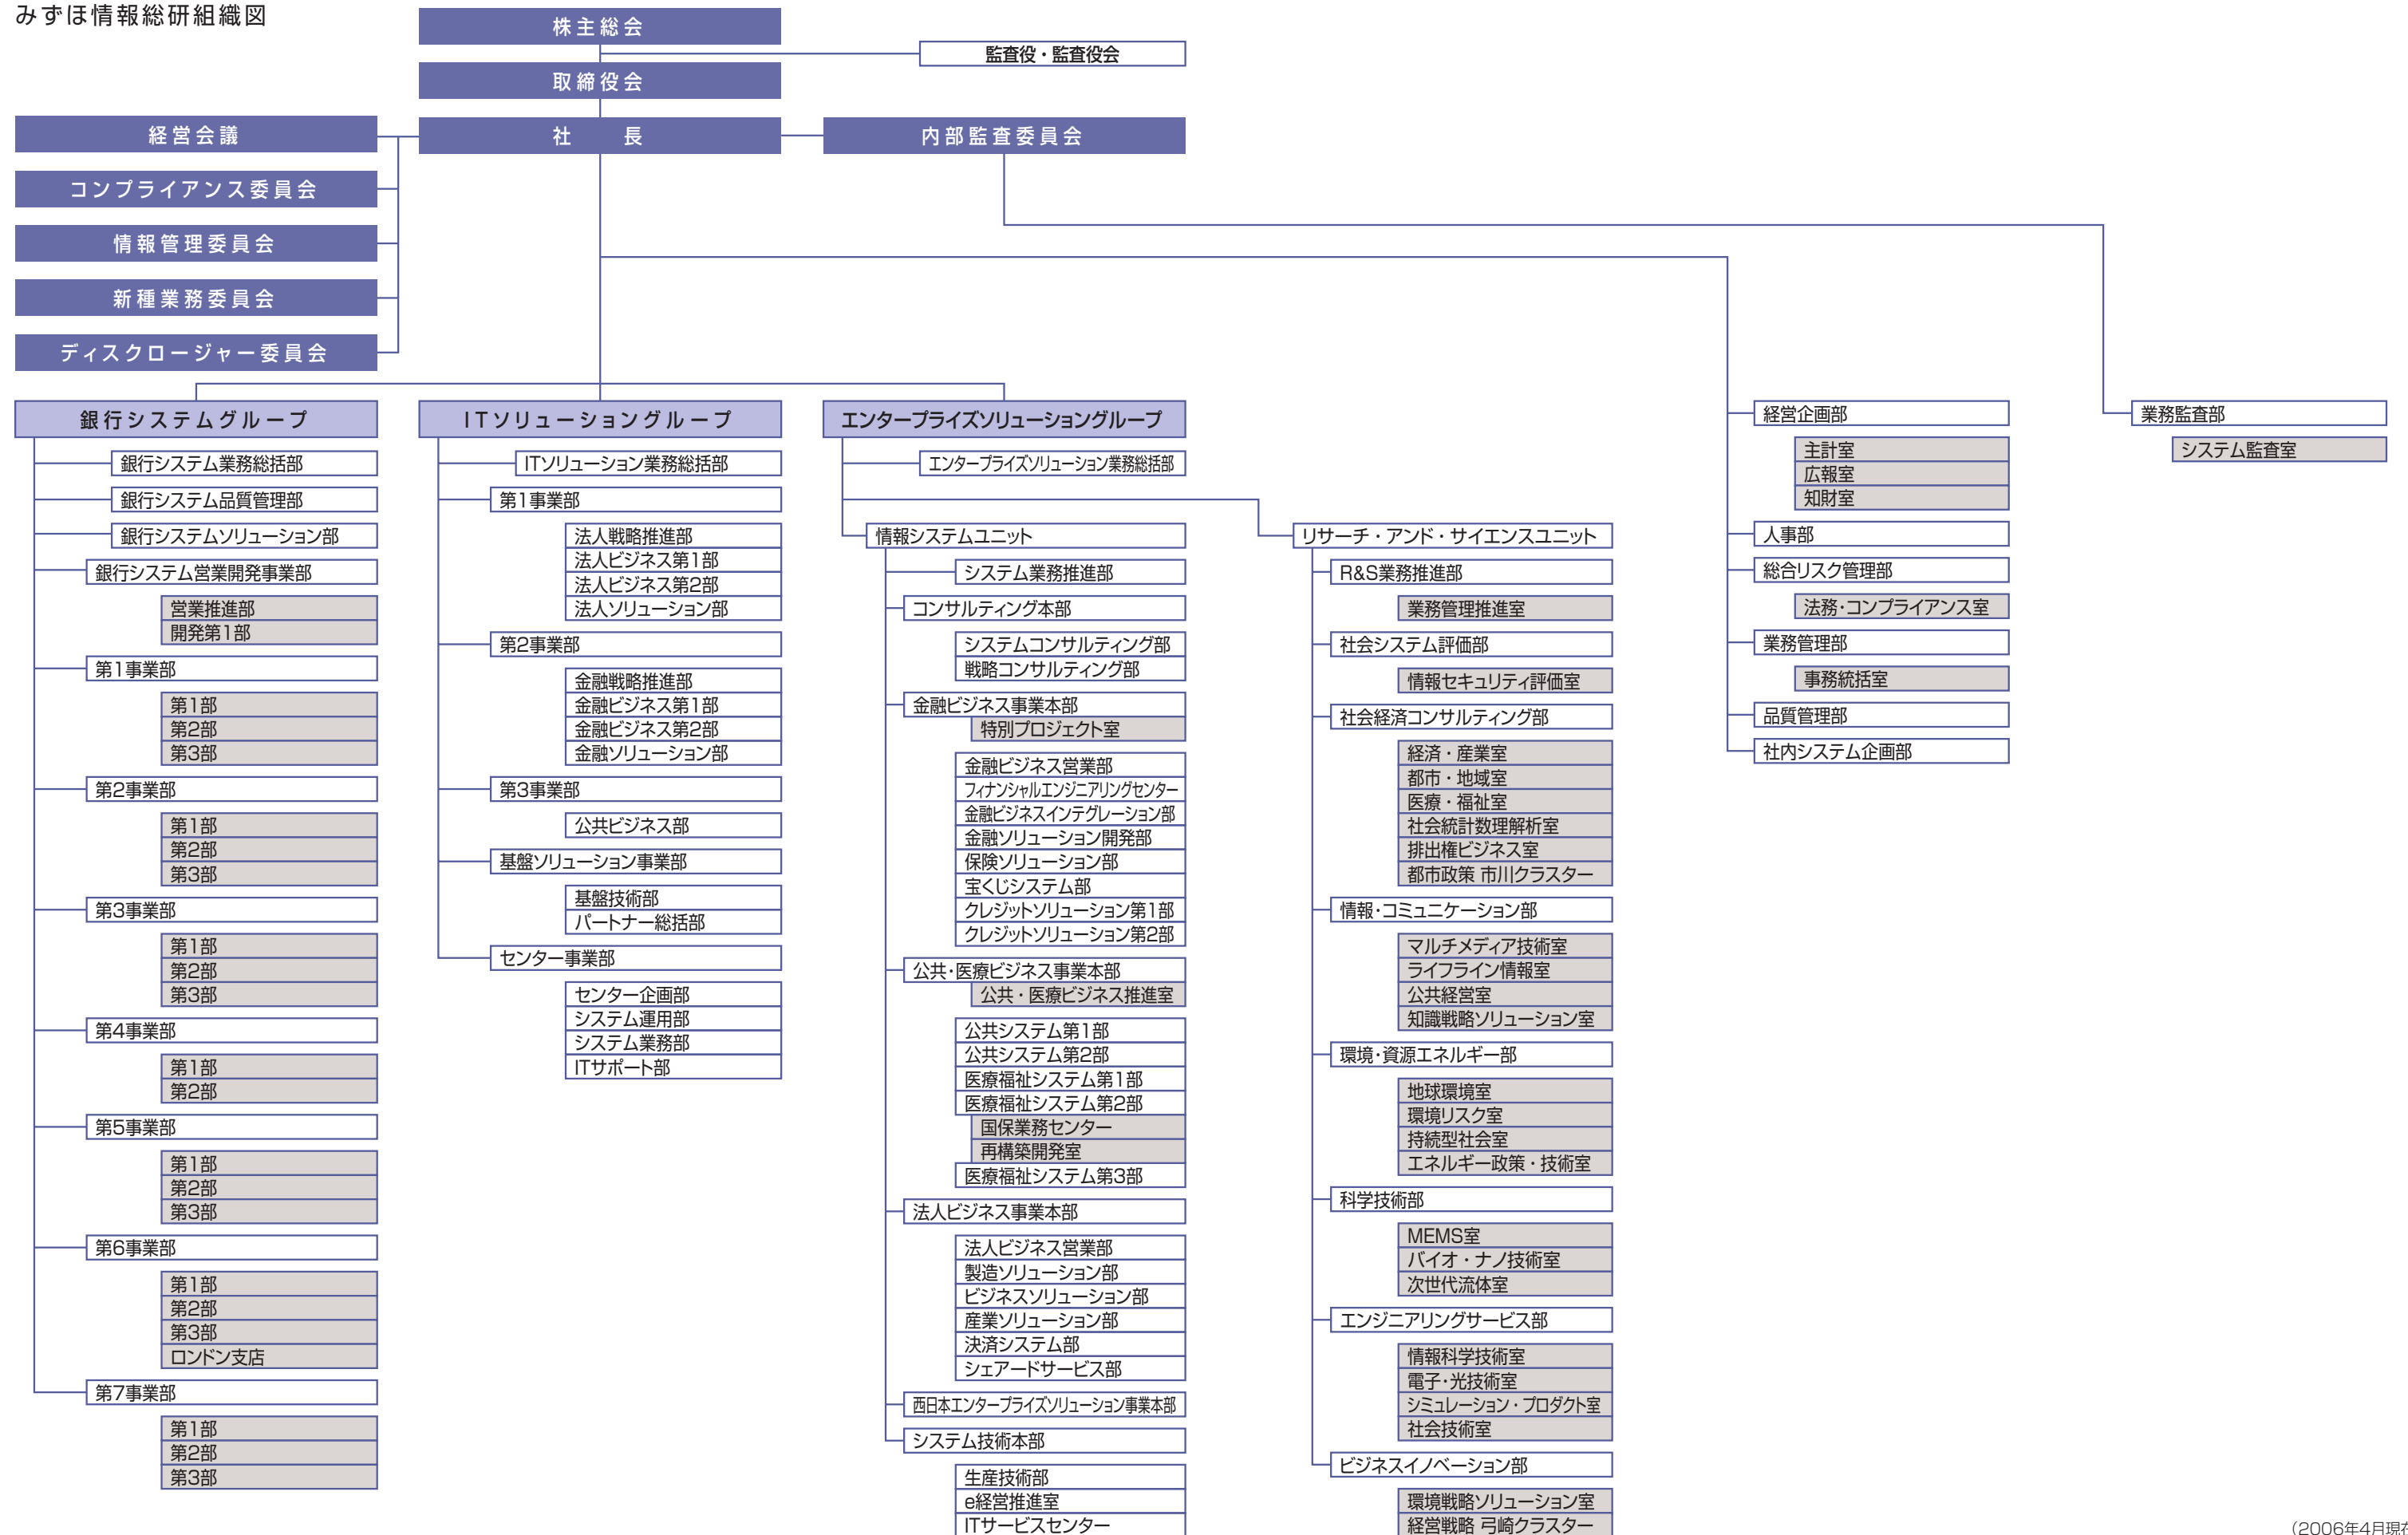 みずほ情報総研組織図
株主総会
監査役・監査役会
取締役会
社 長
内部監査委員会
経営会議
コンプライアンス委員会
情報管理委員会
新種業務委員会
ディスクロージャー委員会
銀行システムグループ
銀行システム業務総括部
銀行システム品質管理部
銀行システムソリューション部
銀行システム営業開発事業部
営業推進部
開発第1部
第1事業部
第1部
第2部
第3部
第2事業部
第1部
第2部
第3部
第3事業部
第1部
第2部
第3部
第4事業部
第1部
第2部
第5事業部
第1部
第2部
第3部
第6事業部
第1部
第2部
第3部
ロンドン支店
第7事業部
第1部
第2部
第3部
ITソリューショングループ
ITソリューション業務総括部
第1事業部
法人戦略推進部
法人ビジネス第1部
法人ビジネス第2部
法人ソリューション部
第2事業部
金融戦略推進部
金融ビジネス第1部
金融ビジネス第2部
金融ソリューション部
第3事業部
公共ビジネス部
基盤ソリューション事業部
基盤技術部
パートナー総括部
センター事業部
センター企画部
システム運用部
システム業務部
ITサポート部
エンタープライズソリューショングループ
エンタープライズソリューション業務総括部
情報システムユニット
システム業務推進部
コンサルティング本部
システムコンサルティング部
戦略コンサルティング部
金融ビジネス事業本部
特別プロジェクト室
金融ビジネス営業部
フィナンシャルエンジニアリングセンター
金融ビジネスインテグレーション部
金融ソリューション開発部
保険ソリューション部
宝くじシステム部
クレジットソリューション第1部
クレジットソリューション第2部
公共・医療ビジネス事業本部
公共・医療ビジネス推進室
公共システム第1部
公共システム第2部
医療福祉システム第1部
医療福祉システム第2部
国保業務センター
再構築開発室
医療福祉システム第3部
法人ビジネス事業本部
法人ビジネス営業部
製造ソリューション部
ビジネスソリューション部
産業ソリューション部
決済システム部
シェアードサービス部
西日本エンタープライズソリューション事業本部
システム技術本部
生産技術部
e経営推進室
ITサービスセンター
リサーチ・アンド・サイエンスユニット
R&S業務推進部
業務管理推進室
社会システム評価部
情報セキュリティ評価室
社会経済コンサルティング部
経済・産業室
都市・地域室
医療・福祉室
社会統計数理解析室
排出権ビジネス室
都市政策 市川クラスター
情報・コミュニケーション部
マルチメディア技術室
ライフライン情報室
公共経営室
知識戦略ソリューション室
環境・資源エネルギー部
地球環境室
環境リスク室
持続型社会室
エネルギー政策・技術室
科学技術部
MEMS室
バイオ・ナノ技術室
次世代流体室
エンジニアリングサービス部
情報科学技術室
電子・光技術室
シミュレーション・プロダクト室
社会技術室
ビジネスイノベーション部
環境戦略ソリューション室
経営戦略 弓崎クラスター
経営企画部
主計室
広報室
知財室
人事部
総合リスク管理部
法務・コンプライアンス室
業務管理部
事務統括室
品質管理部
社内システム企画部
業務監査部
システム監査室
(2006年4月現在